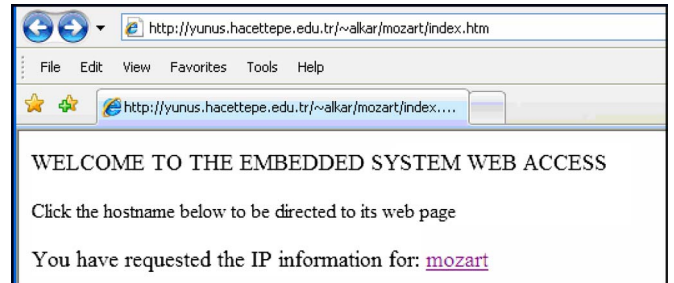 http://yunus.hacettepe.edu.tr/~alkar/mozart/index.htm
File Edit View Favorites Tools Help
http://yunus.hacettepe.edu.tr/~alkar/mozart/index....
WELCOME TO THE EMBEDDED SYSTEM WEB ACCESS
Click the hostname below to be directed to its web page
You have requested the IP information for: mozart